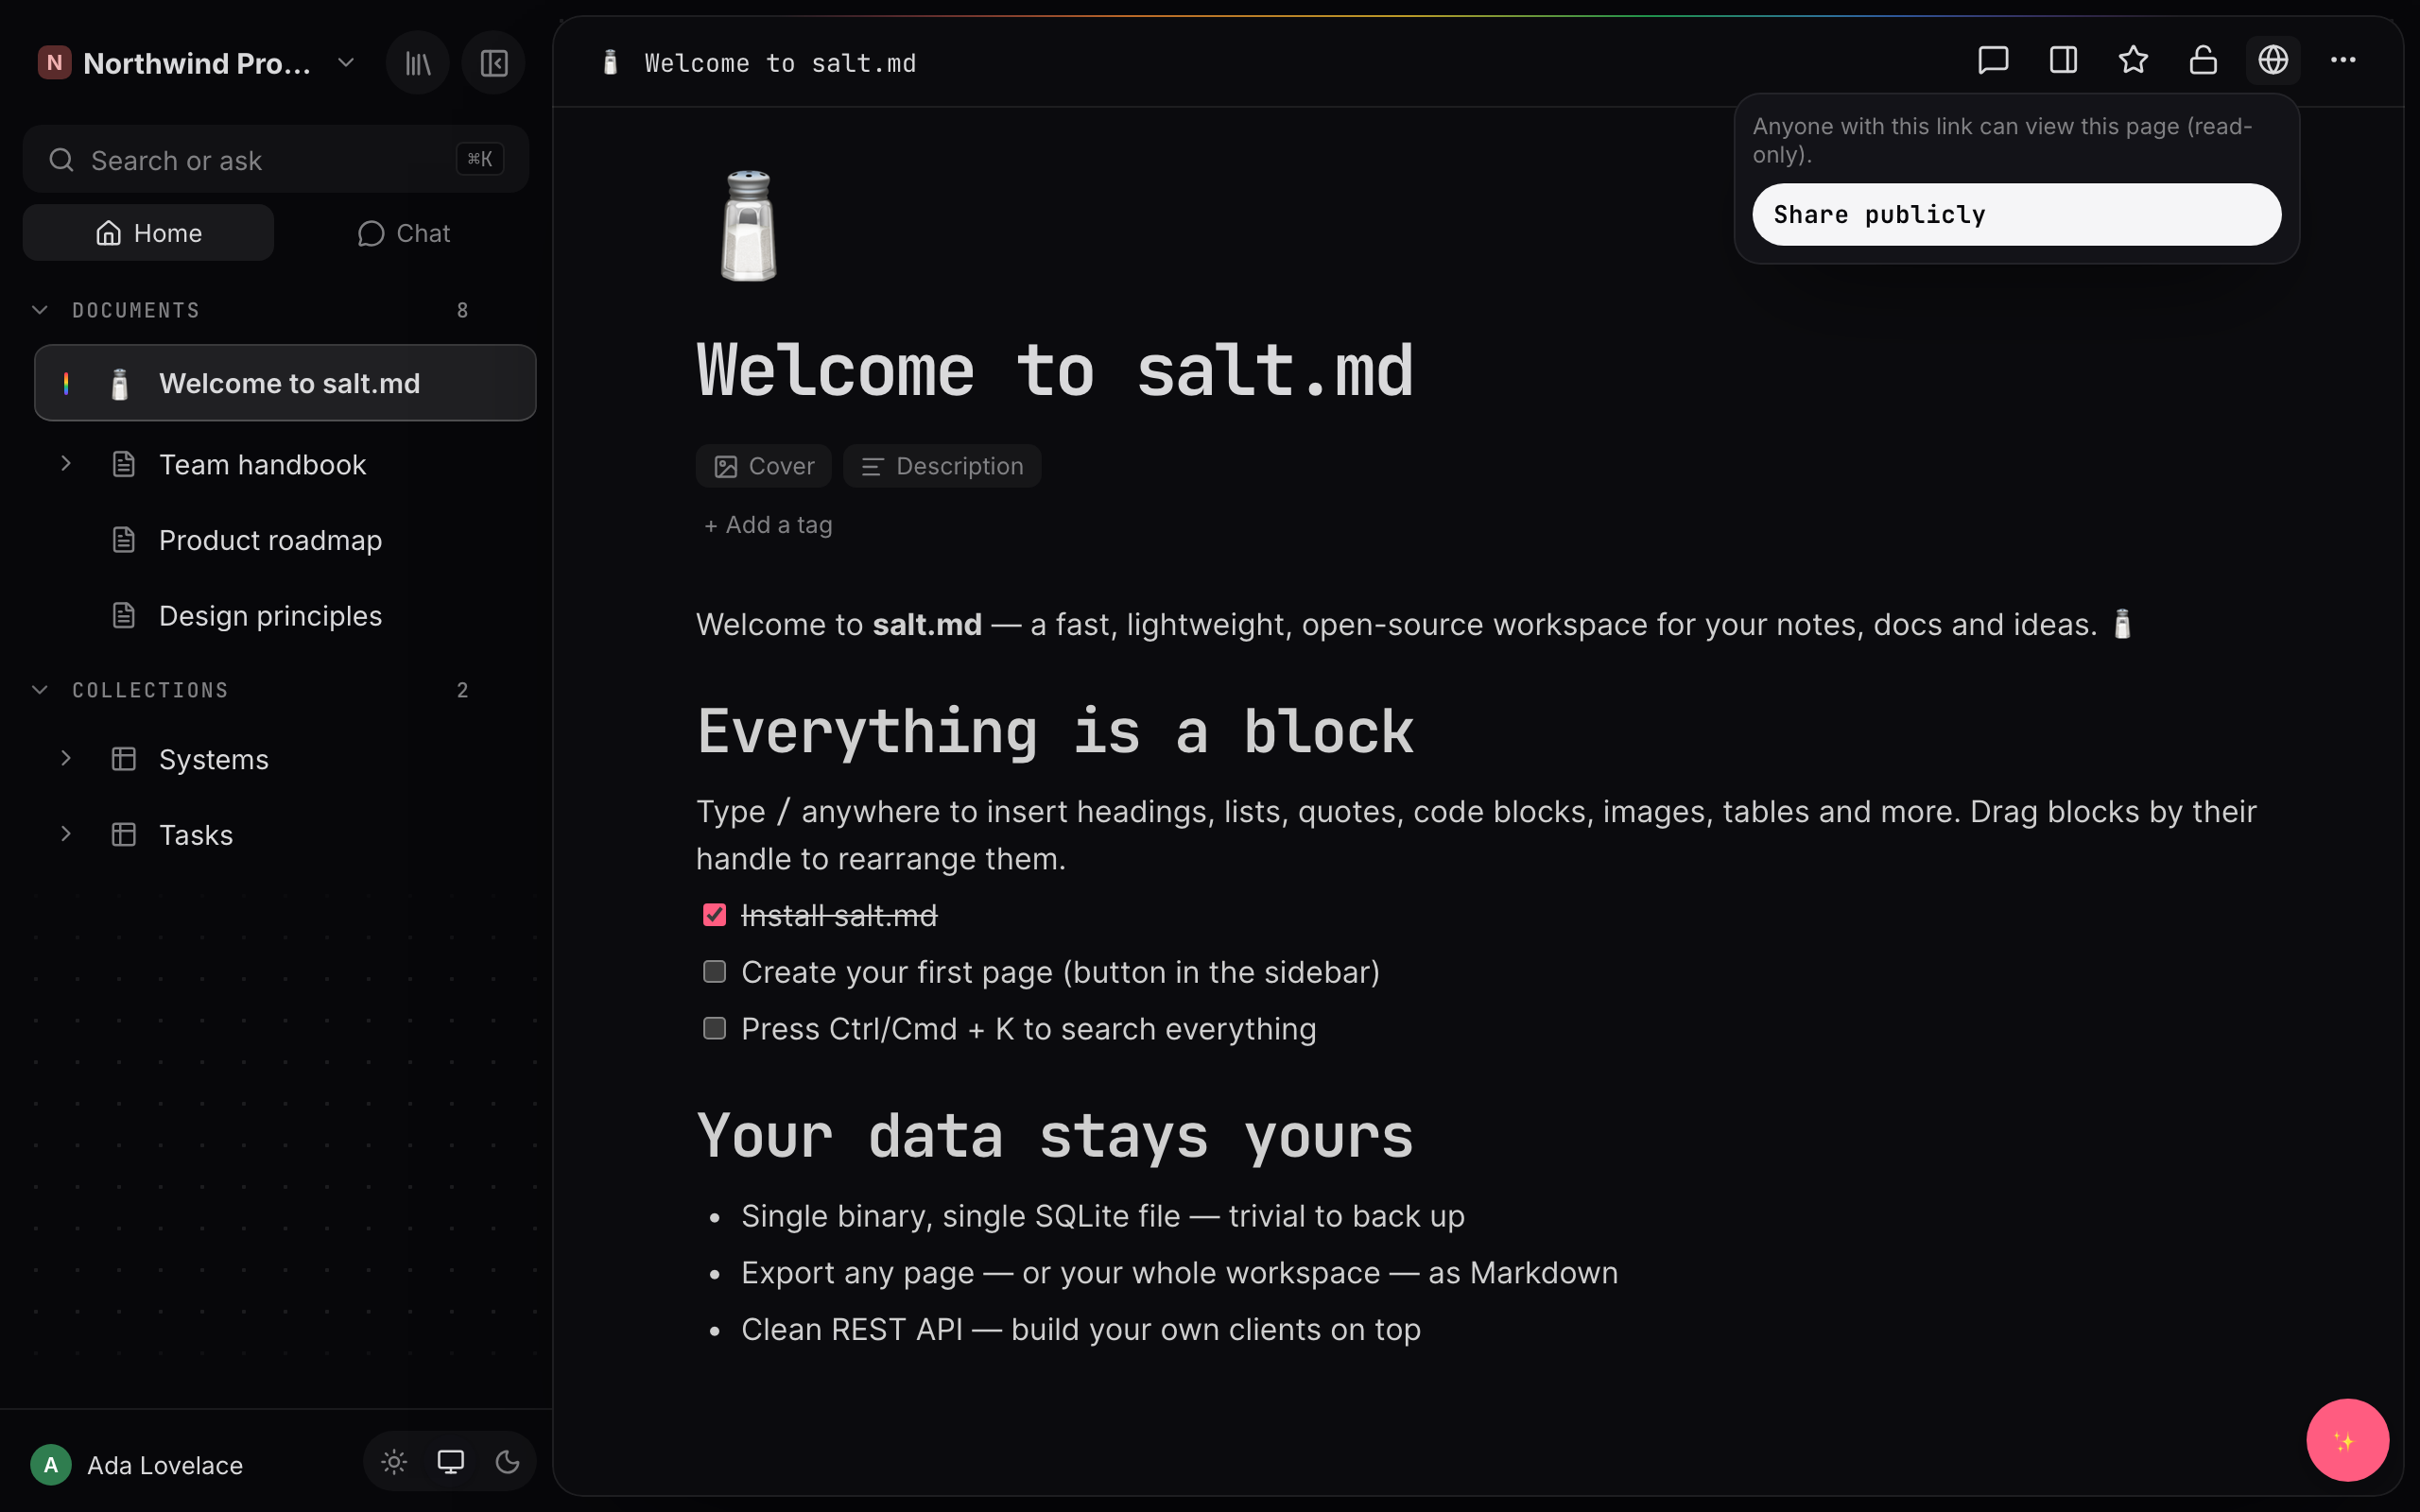 N Northwind Pro...
Search or ask ⌘K
Home Chat
DOCUMENTS 8
Welcome to salt.md
Team handbook
Product roadmap
Design principles
COLLECTIONS 2
Systems
Tasks
A Ada Lovelace
Welcome to salt.md
Anyone with this link can view this page (read-
only).
Share publicly
Welcome to salt.md
Cover Description
+ Add a tag
Welcome to salt.md — a fast, lightweight, open-source workspace for your notes, docs and ideas.
Everything is a block
Type / anywhere to insert headings, lists, quotes, code blocks, images, tables and more. Drag blocks by their
handle to rearrange them.
Install salt.md
Create your first page (button in the sidebar)
Press Ctrl/Cmd + K to search everything
Your data stays yours
• Single binary, single SQLite file — trivial to back up
• Export any page — or your whole workspace — as Markdown
• Clean REST API — build your own clients on top